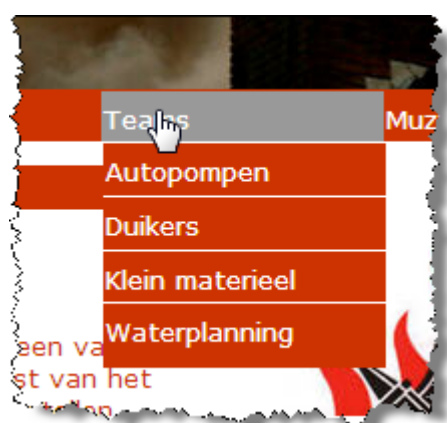 Teams
Muz
Autopompen
Duikers
Klein materieel
Waterplanning
een va
st van het